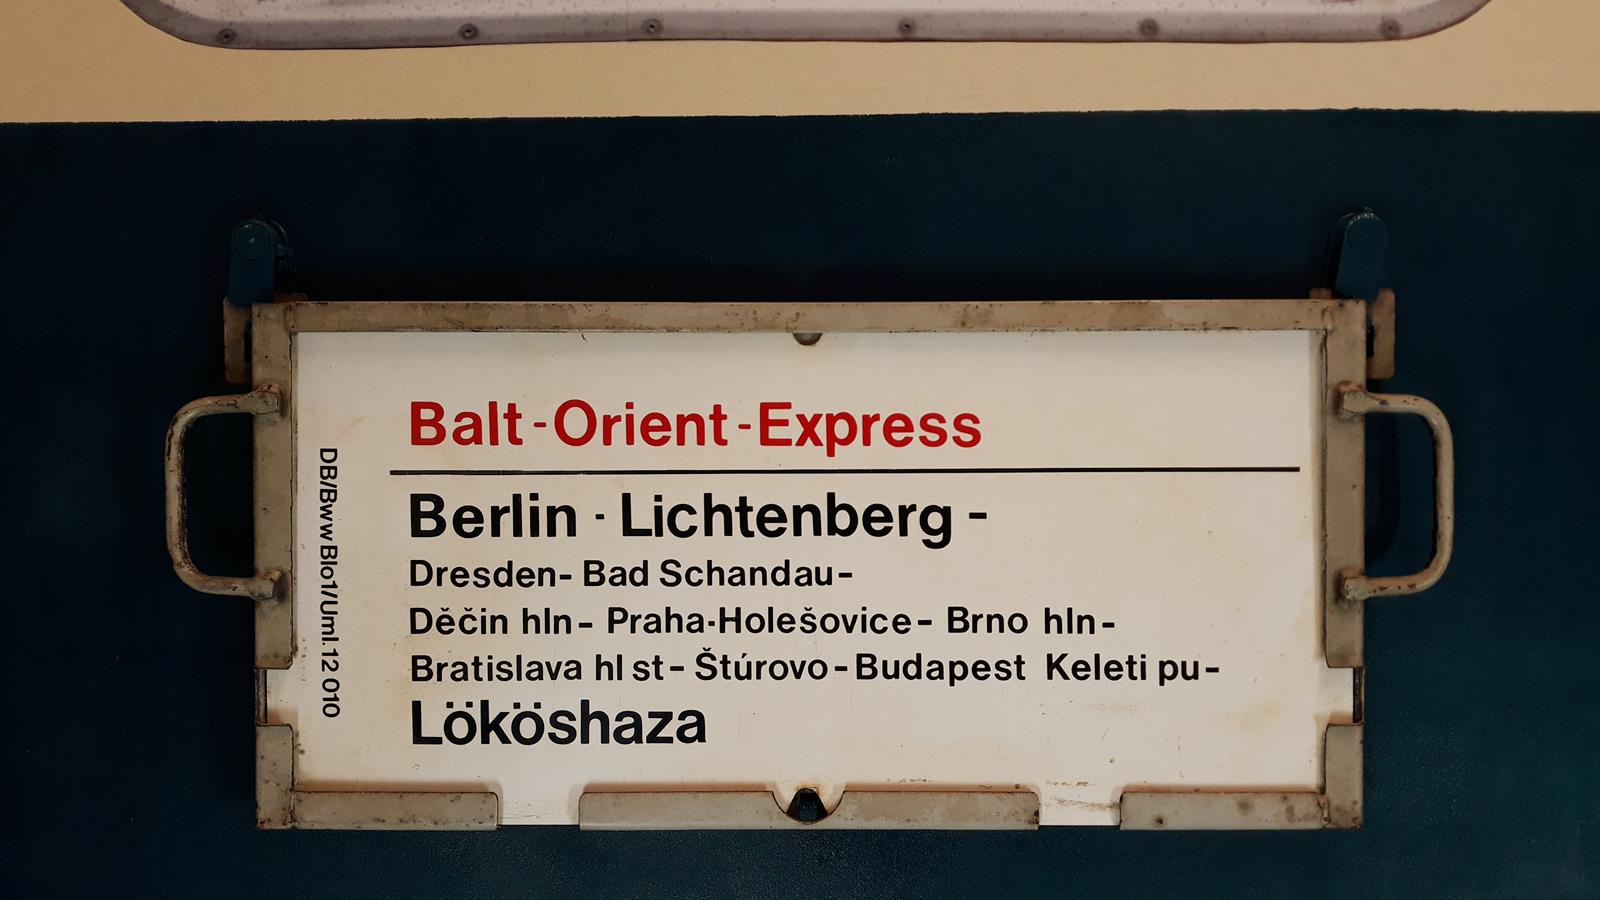 Balt-Orient-Express
Berlin·Lichtenberg-
Dresden-Bad Schandau-
Děčin hln-Praha·Holešovice-Brno hln-
Bratislava hl st-Štúrovo-Budapest Keleti pu-
Lököshaza
DB/Bww Blo1/Uml.12 010